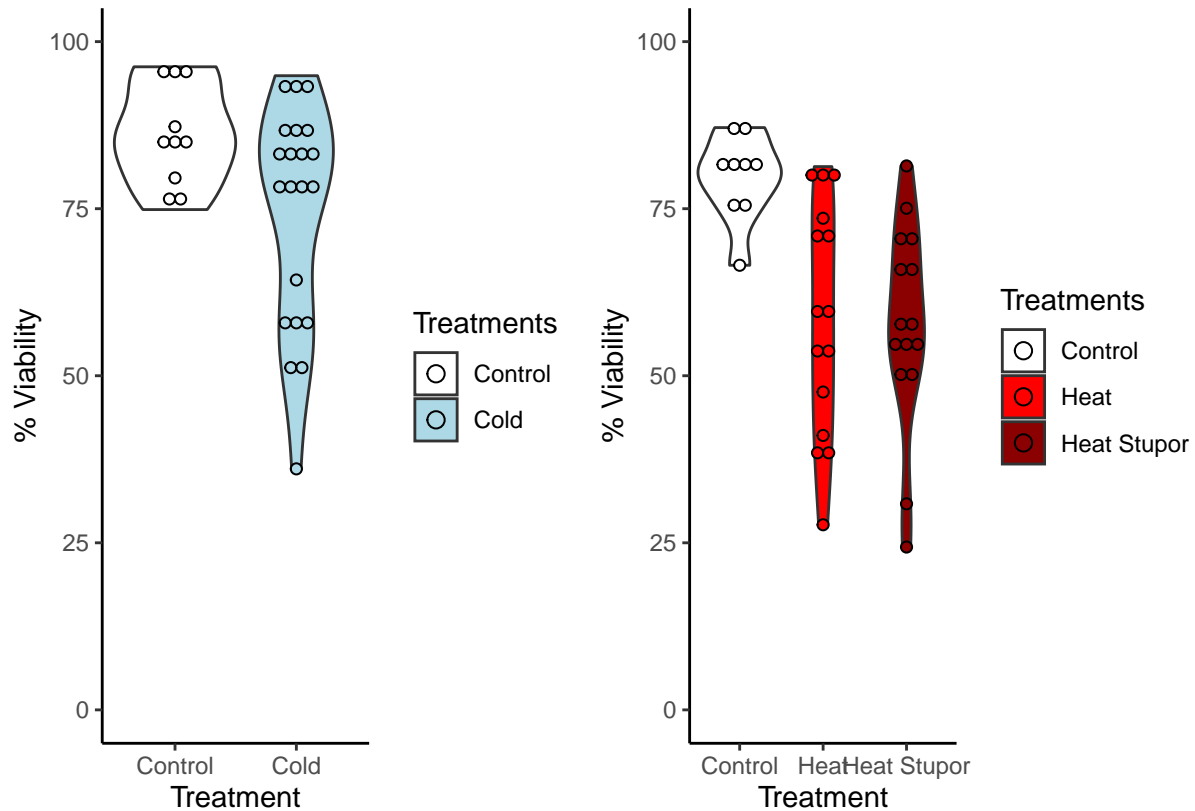 100
75
50
25
0
% Viability
Control Cold
Treatment
Treatments
Control
Cold
100
75
50
25
0
% Viability
Control Heat Heat Stupor
Treatment
Treatments
Control
Heat
Heat Stupor